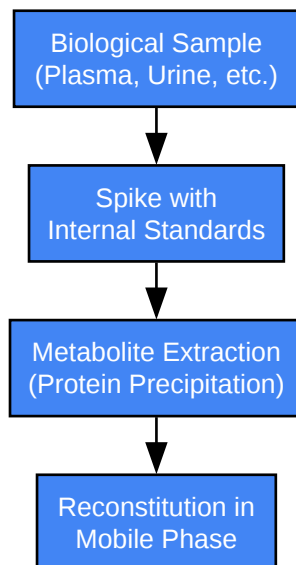 Biological Sample
(Plasma, Urine, etc.)
Spike with
Internal Standards
Metabolite Extraction
(Protein Precipitation)
Reconstitution in
Mobile Phase